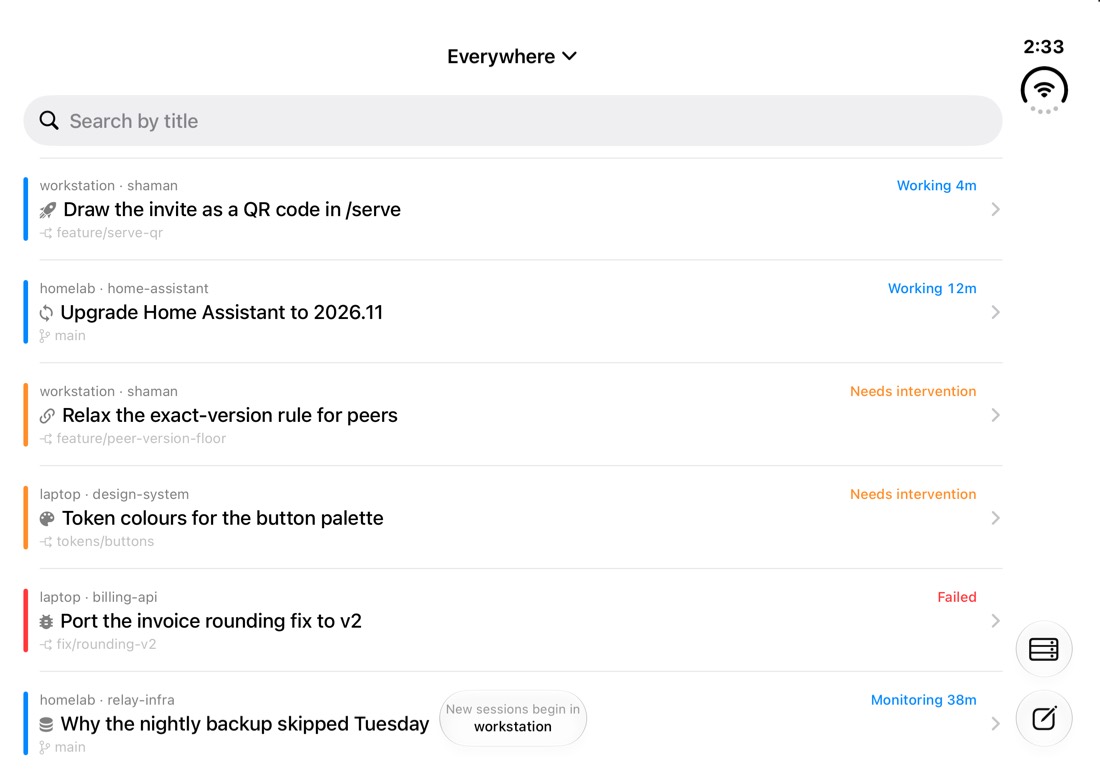 Everywhere
2:33
Search by title
workstation · shaman
Working 4m
Draw the invite as a QR code in /serve
feature/serve-qr
homelab · home-assistant
Working 12m
Upgrade Home Assistant to 2026.11
main
workstation · shaman
Needs intervention
Relax the exact-version rule for peers
feature/peer-version-floor
laptop · design-system
Needs intervention
Token colours for the button palette
tokens/buttons
laptop · billing-api
Failed
Port the invoice rounding fix to v2
fix/rounding-v2
homelab · relay-infra
Monitoring 38m
Why the nightly backup skipped Tuesday
main
New sessions begin in
workstation